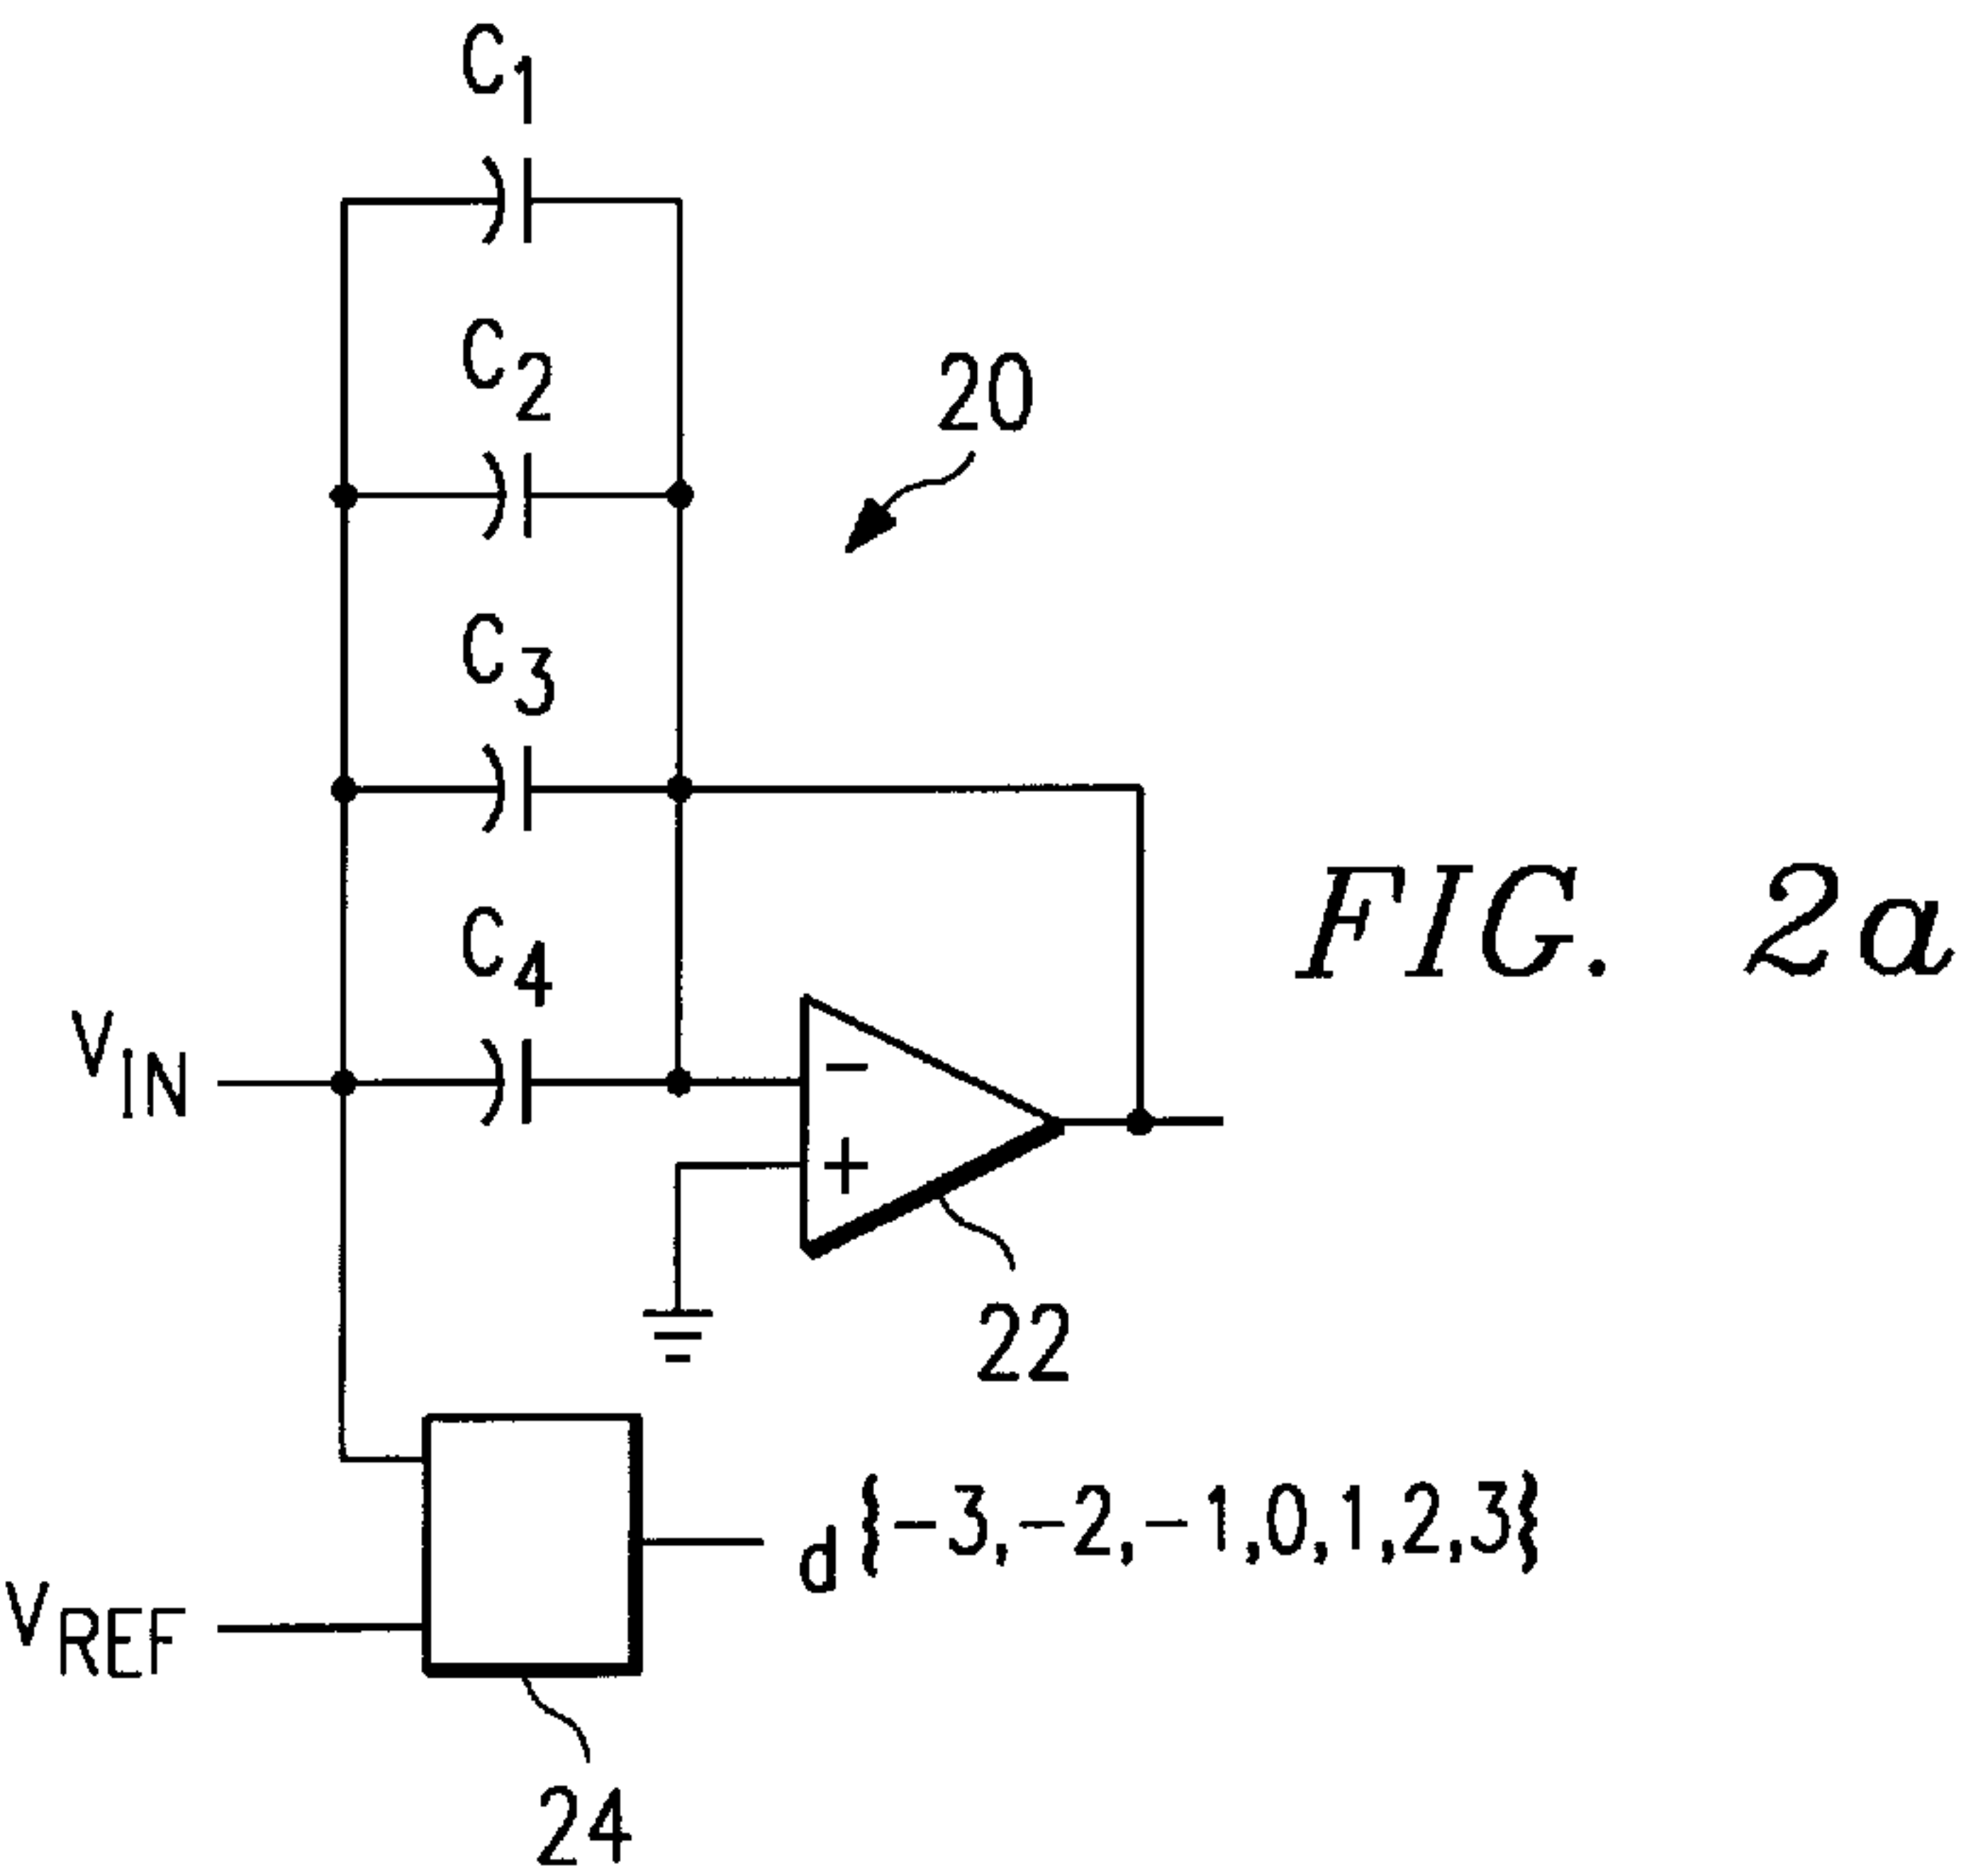 C1
C2
20
C3
FIG. 2a
C4
VIN
−
+
22
d {-3,-2,-1,0,1,2,3}
VREF
24